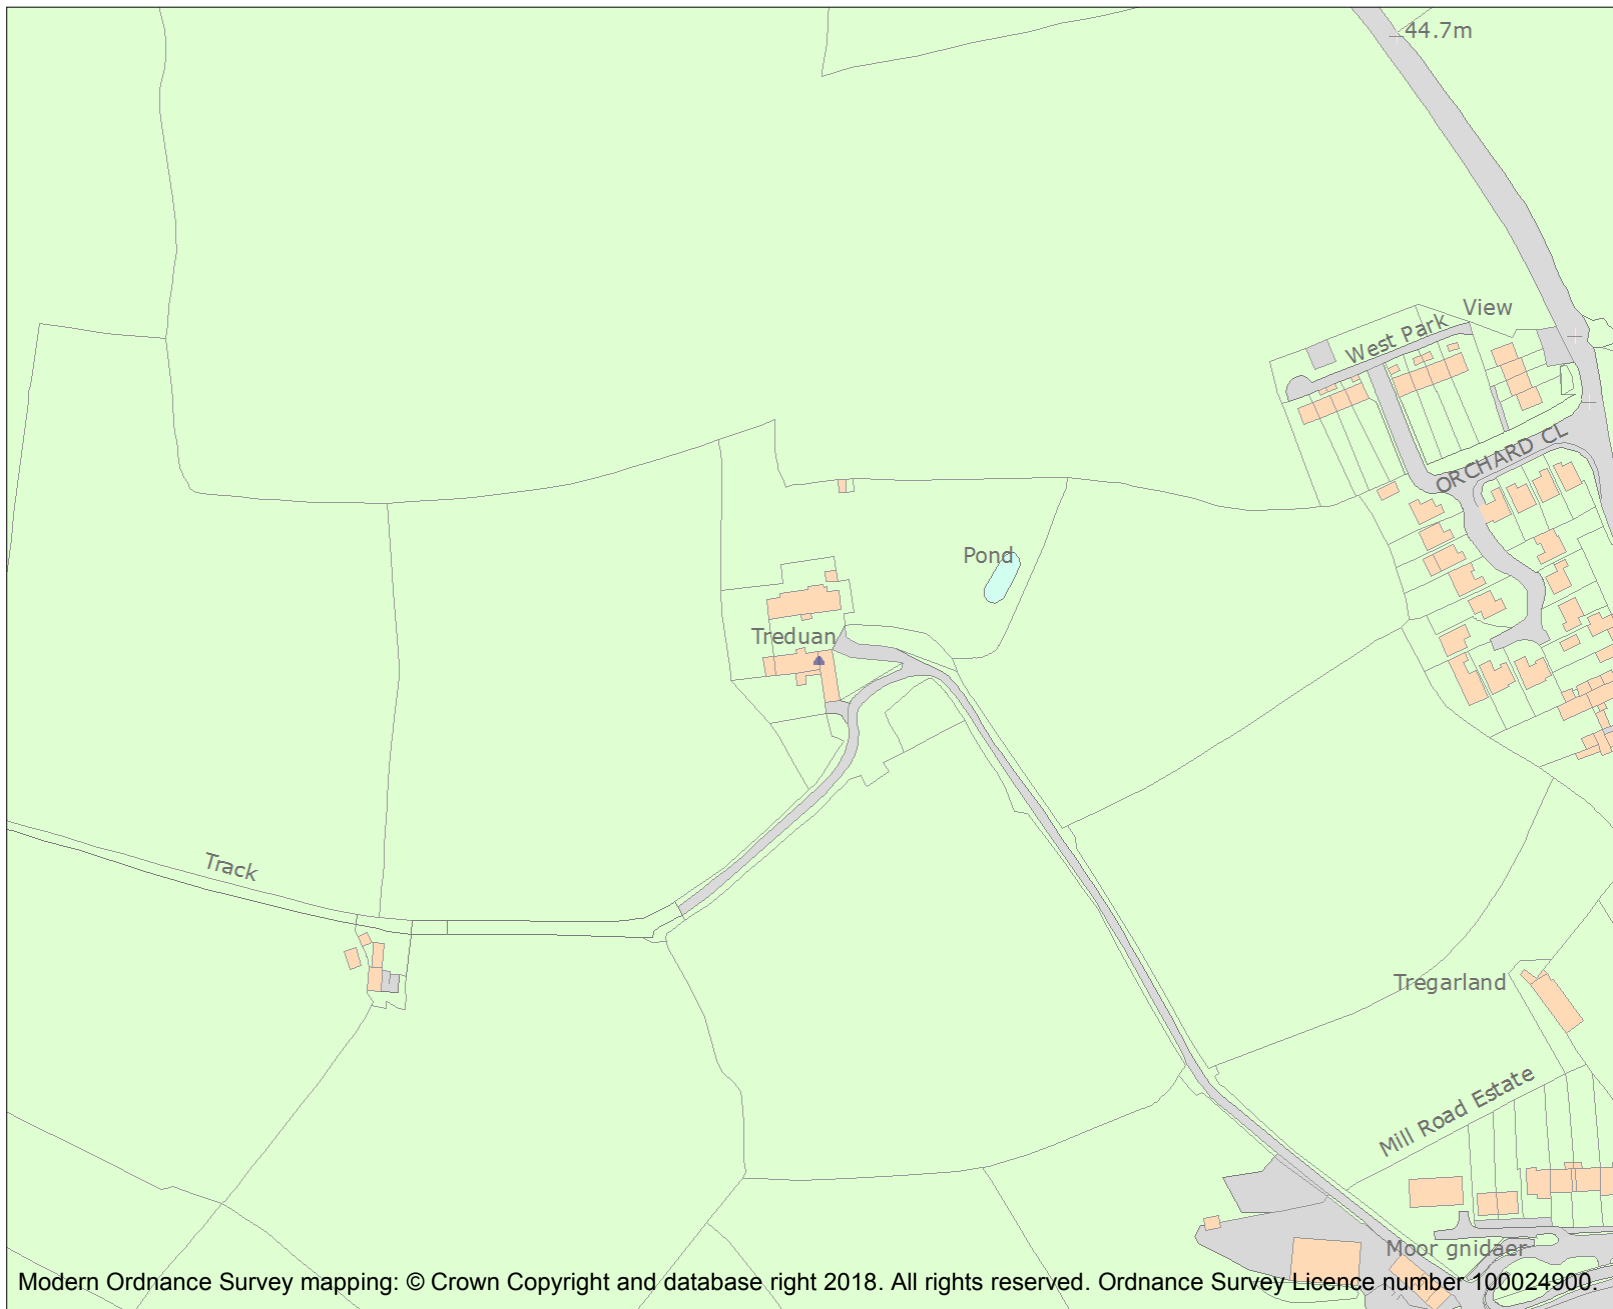 44.7m
View
West Park
ORCHARD CL
Pond
Treduan
Track
Tregarland
Mill Road Estate
Moor gnidaer
Modern Ordnance Survey mapping: © Crown Copyright and database right 2018. All rights reserved. Ordnance Survey Licence number 100024900.